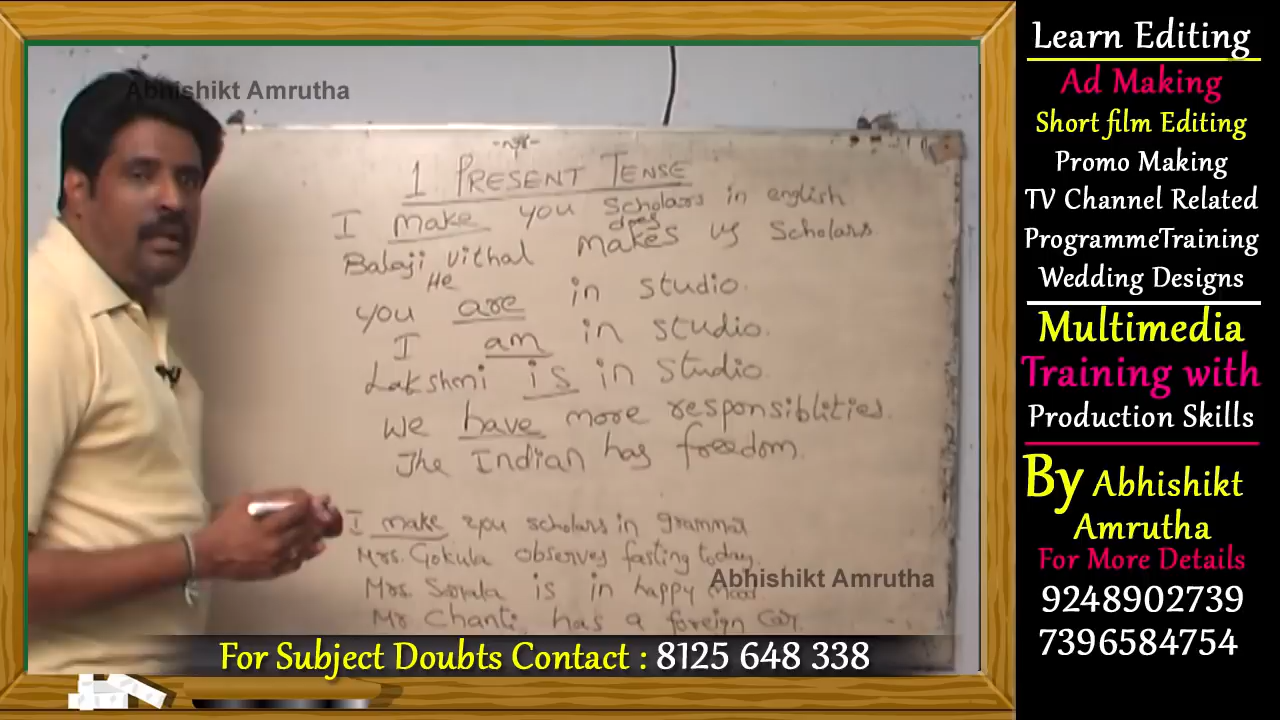 Abhishikt Amrutha
1 PRESENT TENSE
I make you Scholars in english
does
Balaji Vithal makes us Scholars
He
you are in studio.
I am in studio.
Lakshmi is in Studio.
We have more responsiblities.
The Indian has freedom.
I make you scholars in grammar
Mrs. Gokula observes fasting today.
Mrs. Sarala is in happy mood
Abhishikt Amrutha
Mr Chanti has a foreign Car.
For Subject Doubts Contact : 8125 648 338
Learn Editing
Ad Making
Short film Editing
Promo Making
TV Channel Related
ProgrammeTraining
Wedding Designs
Multimedia
Training with
Production Skills
By Abhishikt
Amrutha
For More Details
9248902739
7396584754